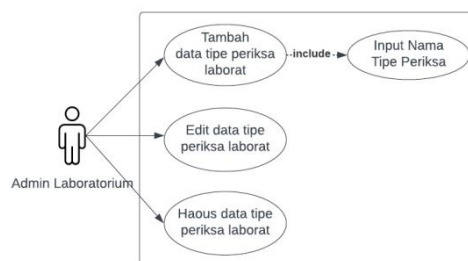 Tambah
data tipe periksa
laborat
include
Input Nama
Tipe Periksa
Edit data tipe
periksa laborat
Admin Laboratorium
Haous data tipe
periksa laborat